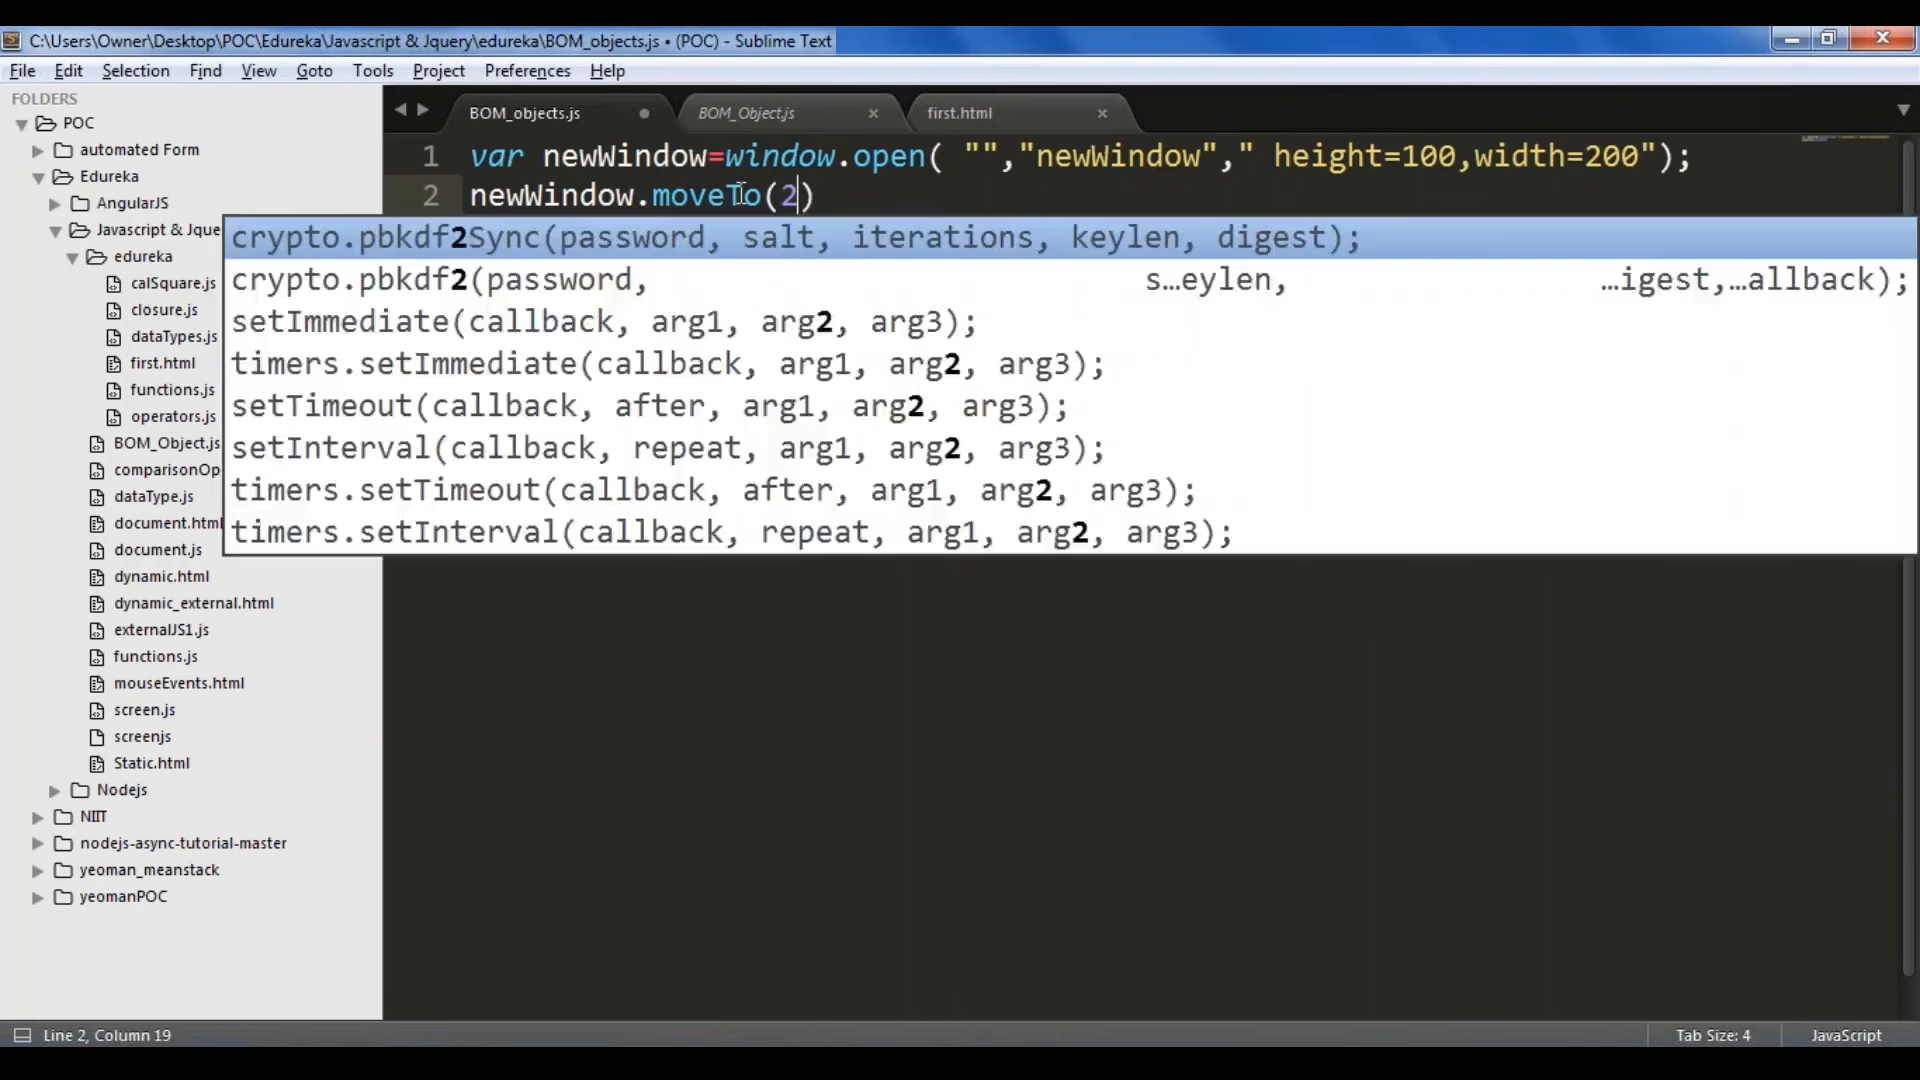 C:\Users\Owner\Desktop\POC\Edureka\Javascript & Jquery\edureka\BOM_objects.js • (POC) - Sublime Text
File Edit Selection Find View Goto Tools Project Preferences Help
FOLDERS
POC
automated Form
Edureka
AngularJS
Javascript & Jque
edureka
calSquare.js
closure.js
dataTypes.js
first.html
functions.js
operators.js
BOM_Object.js
comparisonOp
dataType.js
document.html
document.js
dynamic.html
dynamic_external.html
externalJS1.js
functions.js
mouseEvents.html
screen.js
screenjs
Static.html
Nodejs
NIIT
nodejs-async-tutorial-master
yeoman_meanstack
yeomanPOC
BOM_objects.js BOM_Object.js first.html
1 var newWindow=window.open( "","newWindow"," height=100,width=200");
2 newWindow.moveTo(2)
crypto.pbkdf2Sync(password, salt, iterations, keylen, digest);
crypto.pbkdf2(password, s…eylen, …igest,…allback);
setImmediate(callback, arg1, arg2, arg3);
timers.setImmediate(callback, arg1, arg2, arg3);
setTimeout(callback, after, arg1, arg2, arg3);
setInterval(callback, repeat, arg1, arg2, arg3);
timers.setTimeout(callback, after, arg1, arg2, arg3);
timers.setInterval(callback, repeat, arg1, arg2, arg3);
Line 2, Column 19 Tab Size: 4 JavaScript